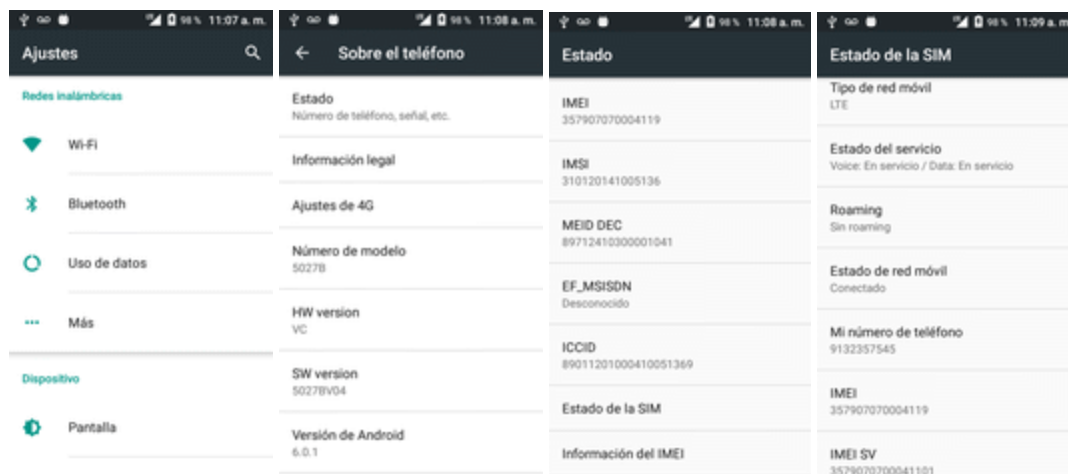 98% 11:07 a. m.
Ajustes
Redes inalámbricas
Wi-Fi
Bluetooth
Uso de datos
Más
Dispositivo
Pantalla
98% 11:08 a. m.
Sobre el teléfono
Estado
Número de teléfono, señal, etc.
Información legal
Ajustes de 4G
Número de modelo
5027B
HW version
VC
SW version
5027BV04
Versión de Android
6.0.1
98% 11:08 a. m.
Estado
IMEI
357907070004119
IMSI
310120141005136
MEID DEC
89712410300001041
EF_MSISDN
Desconocido
ICCID
89011201000410051369
Estado de la SIM
Información del IMEI
98% 11:09 a. m
Estado de la SIM
Tipo de red móvil
LTE
Estado del servicio
Voice: En servicio / Data: En servicio
Roaming
Sin roaming
Estado de red móvil
Conectado
Mi número de teléfono
9132357545
IMEI
357907070004119
IMEI SV
3579070700041101